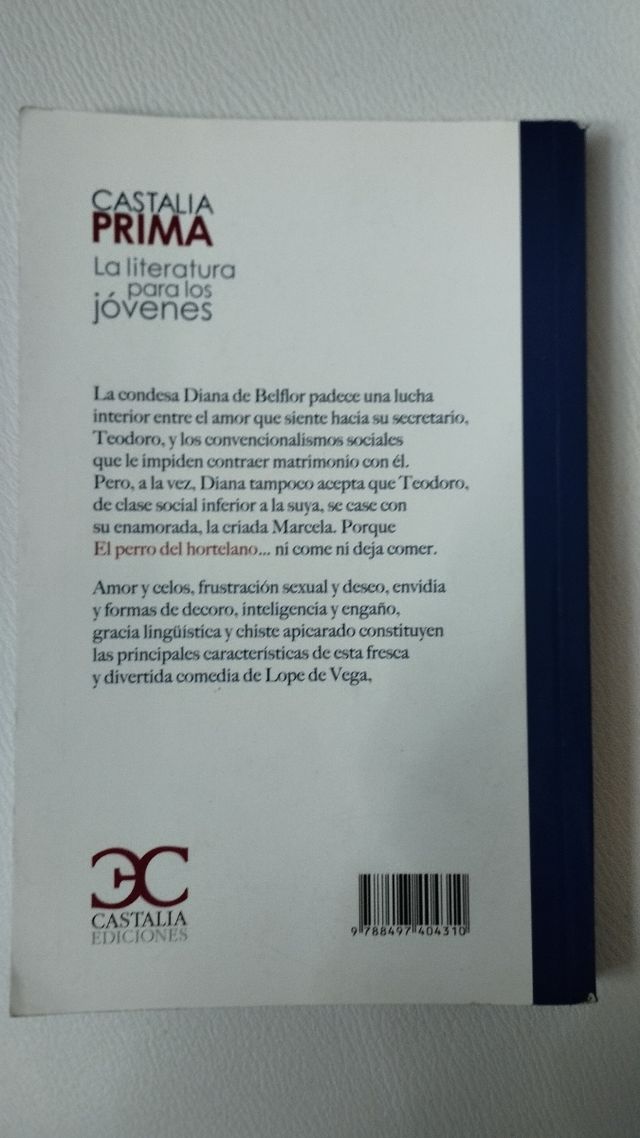 CASTALIA
PRIMA
La literatura
para los
jóvenes
La condesa Diana de Belflor padece una lucha
interior entre el amor que siente hacia su secretario,
Teodoro, y los convencionalismos sociales
que le impiden contraer matrimonio con él.
Pero, a la vez, Diana tampoco acepta que Teodoro,
de clase social inferior a la suya, se case con
su enamorada, la criada Marcela. Porque
El perro del hortelano... ni come ni deja comer.
Amor y celos, frustración sexual y deseo, envidia
y formas de decoro, inteligencia y engaño,
gracia lingüística y chiste apicarado constituyen
las principales características de esta fresca
y divertida comedia de Lope de Vega,
CASTALIA
EDICIONES
9 788497 404310